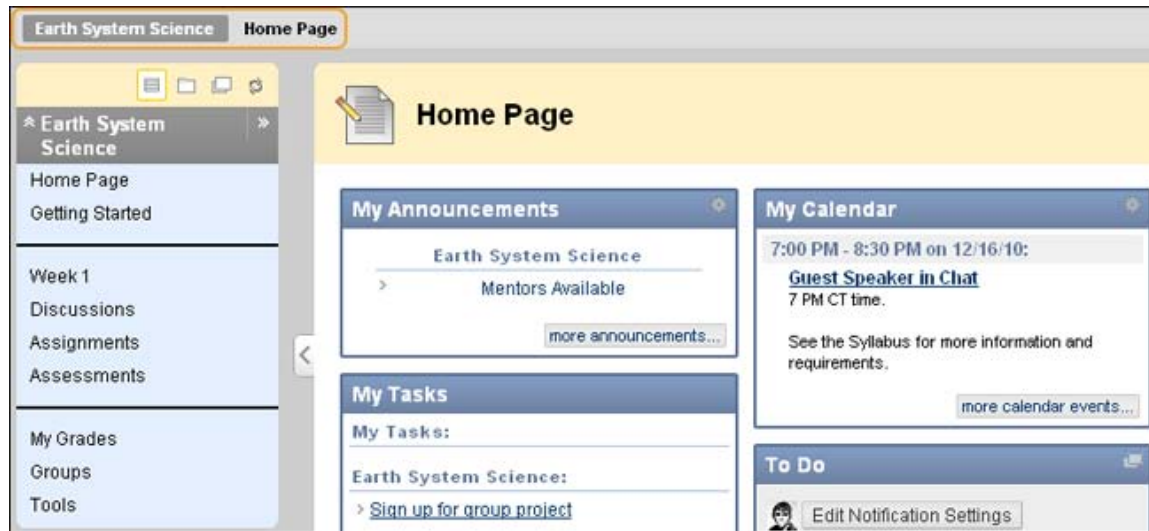 Earth System Science Home Page
Earth System
Science
Home Page
Getting Started
Week 1
Discussions
Assignments
Assessments
My Grades
Groups
Tools
Home Page
My Announcements
Earth System Science
Mentors Available
more announcements...
My Tasks
My Tasks:
Earth System Science:
Sign up for group project
My Calendar
7:00 PM - 8:30 PM on 12/16/10:
Guest Speaker in Chat
7 PM CT time.
See the Syllabus for more information and
requirements.
more calendar events...
To Do
Edit Notification Settings